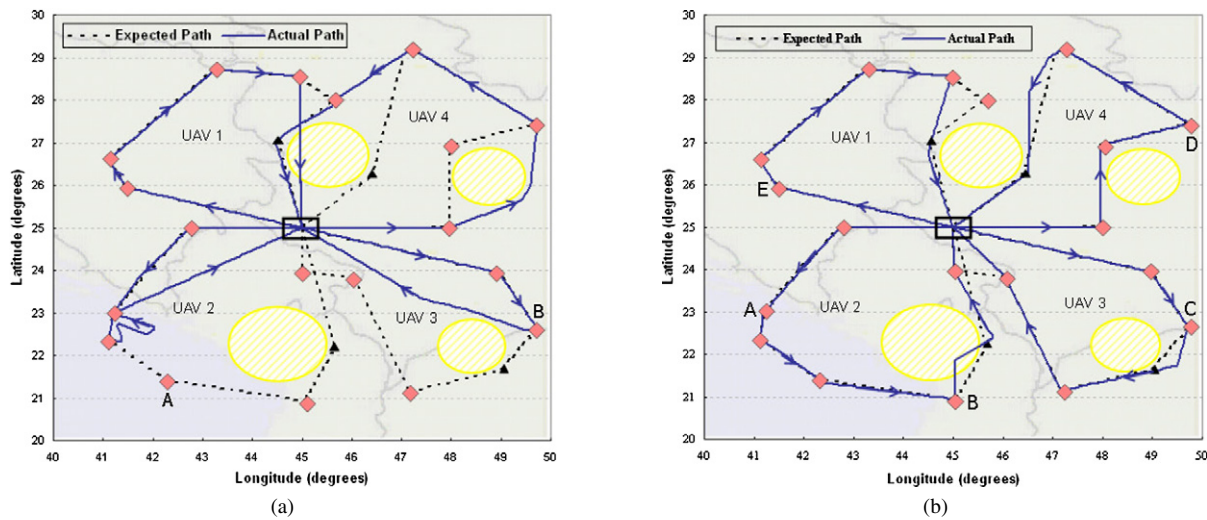 Expected Path Actual Path
30
29
28
27
26
25
24
23
22
21
20
Latitude (degrees)
UAV 1
UAV 4
UAV 2
UAV 3
A
B
40 41 42 43 44 45 46 47 48 49 50
Longitude (degrees)
(a)
Expected Path Actual Path
30
29
28
27
26
25
24
23
22
21
20
Latitude (degrees)
UAV 4
UAV 1
D
E
UAV 2
A
UAV 3
C
B
40 41 42 43 44 45 46 47 48 49 50
Longitude (degrees)
(b)